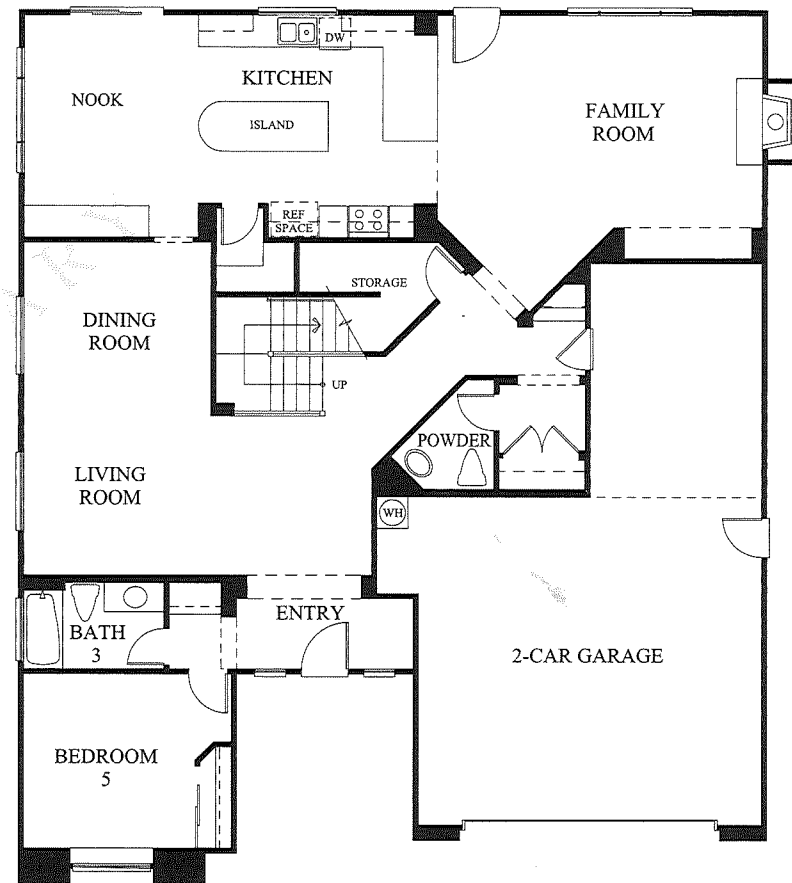 DW
KITCHEN
NOOK
ISLAND
FAMILY
ROOM
REF
SPACE
STORAGE
DINING
ROOM
UP
POWDER
LIVING
ROOM
WH
ENTRY
BATH
3
2-CAR GARAGE
BEDROOM
5